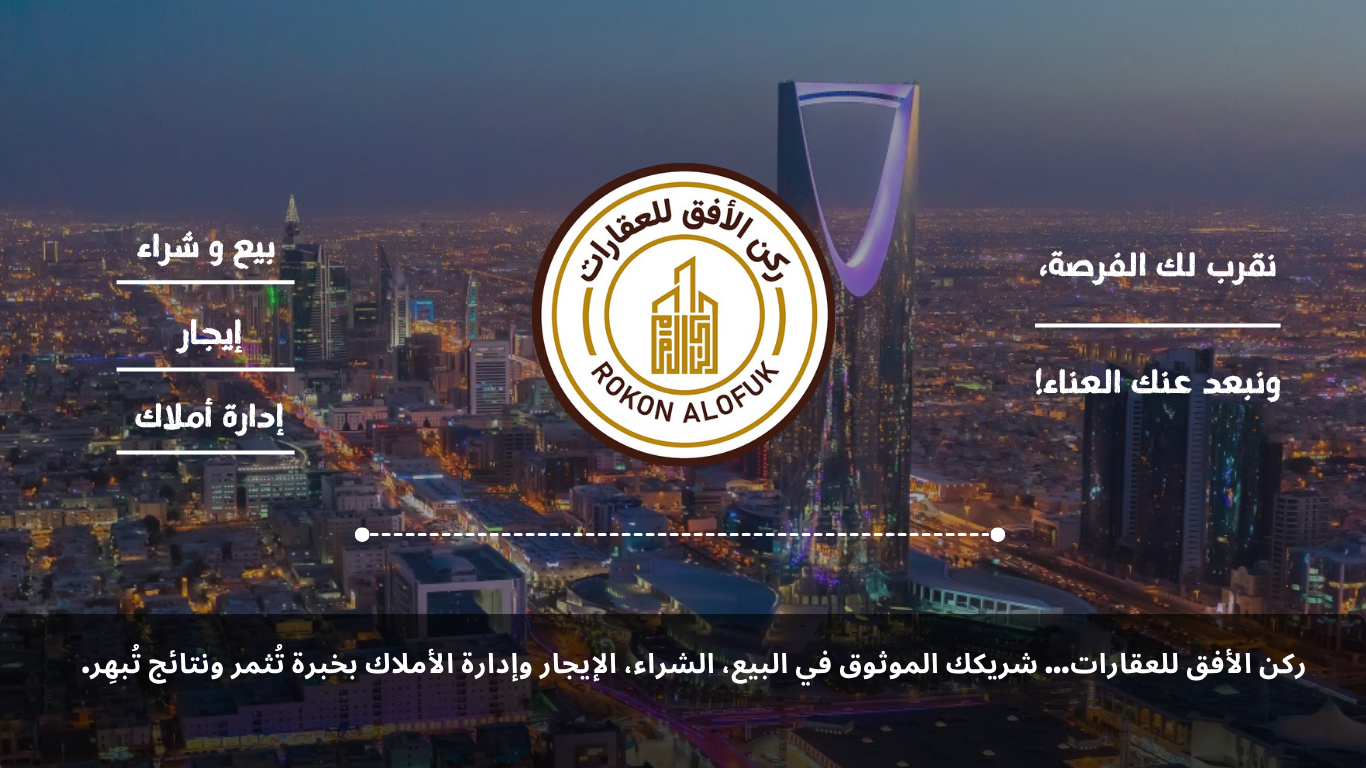 ركن الأفق للعقارات
ROKON ALOFUK
نقرب لك الفرصة،
ونبعد عنك العناء!
بيع و شراء
إيجار
إدارة أملاك
ركن الأفق للعقارات... شريكك الموثوق في البيع، الشراء، الإيجار وإدارة الأملاك بخبرة تُثمر ونتائج تُبهِر.